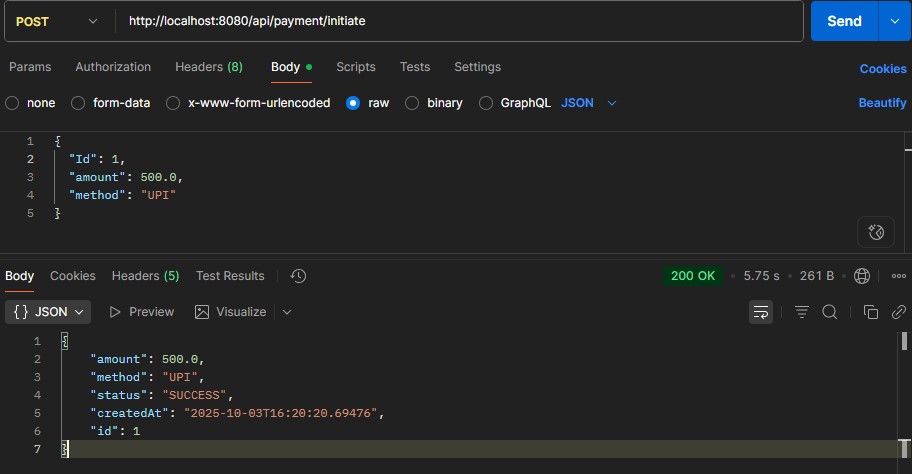 POST http://localhost:8080/api/payment/initiate Send
Params Authorization Headers (8) Body Scripts Tests Settings Cookies
none form-data x-www-form-urlencoded raw binary GraphQL JSON Beautify
1 {
2 "Id": 1,
3 "amount": 500.0,
4 "method": "UPI"
5 }
Body Cookies Headers (5) Test Results 200 OK • 5.75 s • 261 B •
{} JSON Preview Visualize
1 {
2 "amount": 500.0,
3 "method": "UPI",
4 "status": "SUCCESS",
5 "createdAt": "2025-10-03T16:20:20.69476",
6 "id": 1
7 }